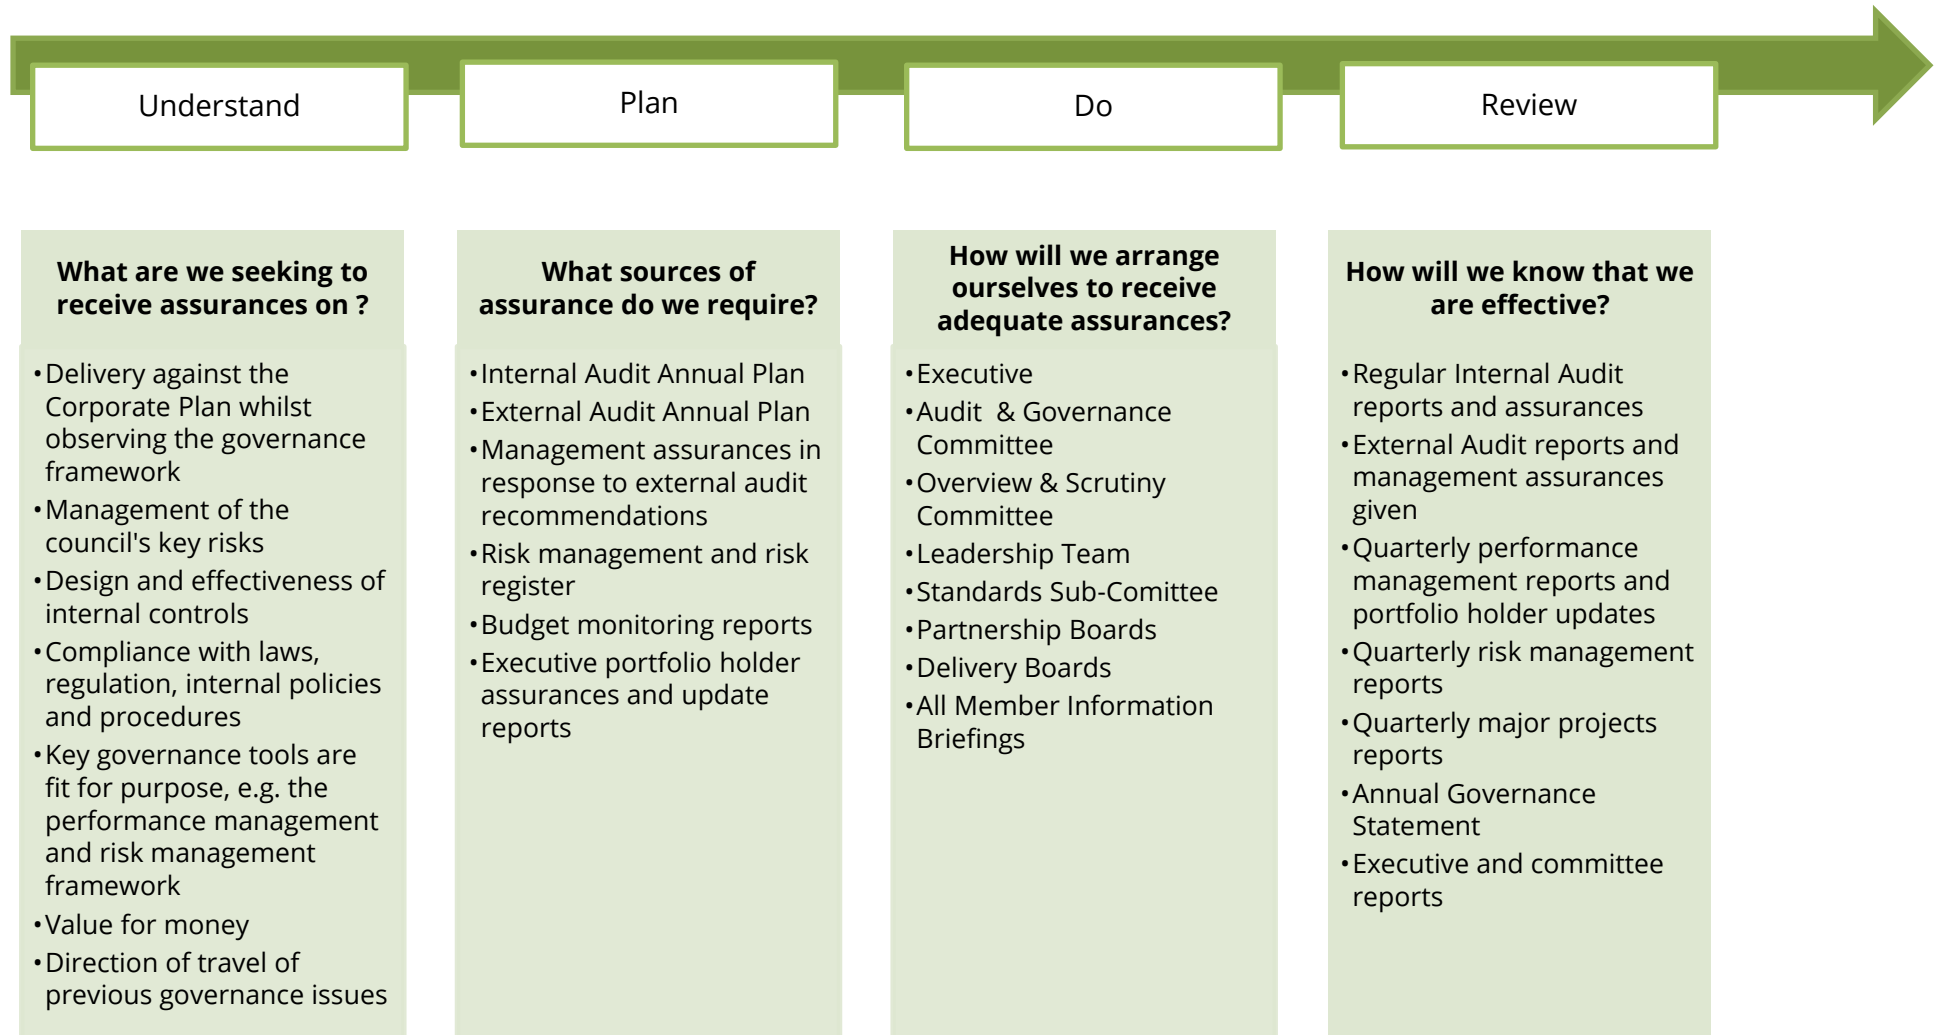 Understand
Plan
Do
Review
What are we seeking to
receive assurances on ?
•Delivery against the
Corporate Plan whilst
observing the governance
framework
•Management of the
council's key risks
•Design and effectiveness of
internal controls
•Compliance with laws,
regulation, internal policies
and procedures
•Key governance tools are
fit for purpose, e.g. the
performance management
and risk management
framework
•Value for money
•Direction of travel of
previous governance issues
What sources of
assurance do we require?
•Internal Audit Annual Plan
•External Audit Annual Plan
•Management assurances in
response to external audit
recommendations
•Risk management and risk
register
•Budget monitoring reports
•Executive portfolio holder
assurances and update
reports
How will we arrange
ourselves to receive
adequate assurances?
•Executive
•Audit  & Governance
Committee
•Overview & Scrutiny
Committee
•Leadership Team
•Standards Sub-Comittee
•Partnership Boards
•Delivery Boards
•All Member Information
Briefings
How will we know that we
are effective?
•Regular Internal Audit
reports and assurances
•External Audit reports and
management assurances
given
•Quarterly performance
management reports and
portfolio holder updates
•Quarterly risk management
reports
•Quarterly major projects
reports
•Annual Governance
Statement
•Executive and committee
reports